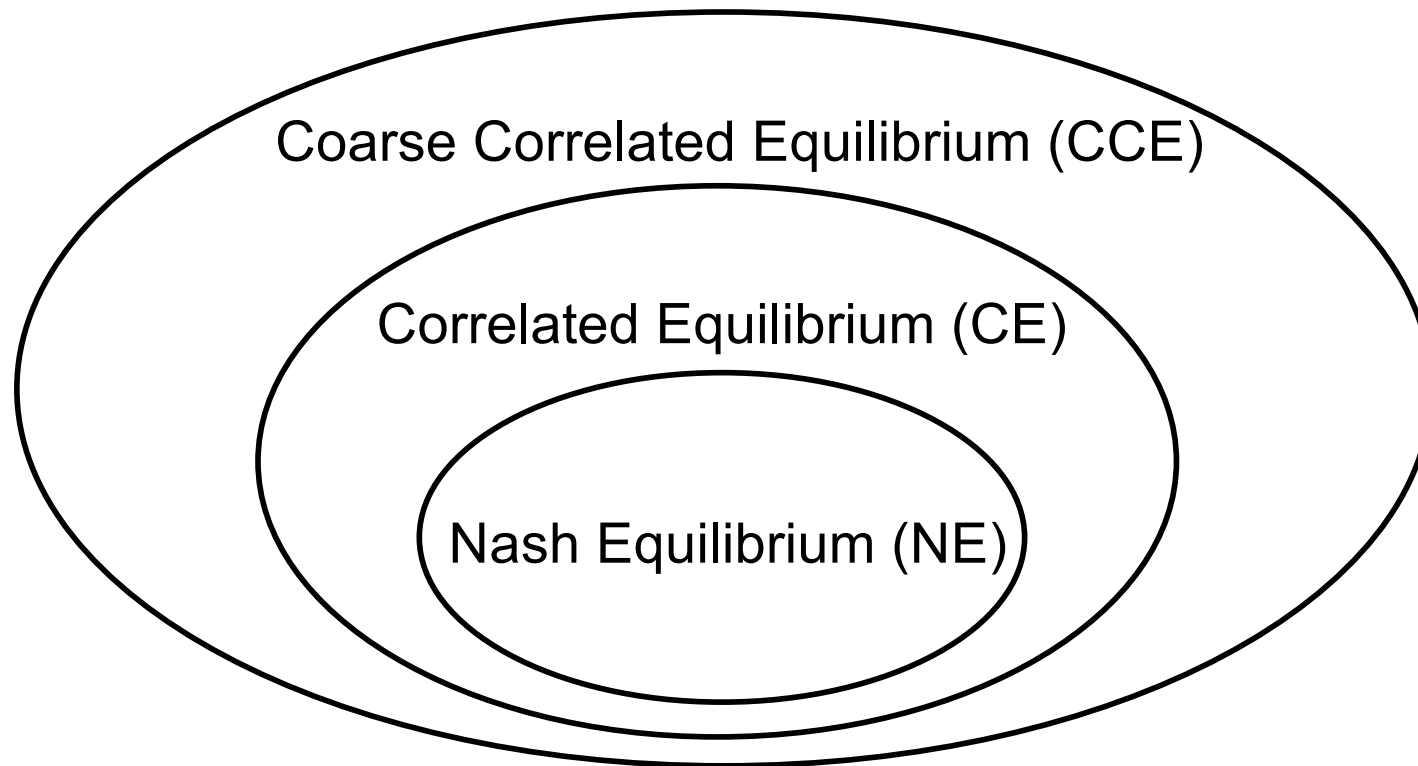 Coarse Correlated Equilibrium (CCE)
Correlated Equilibrium (CE)
Nash Equilibrium (NE)